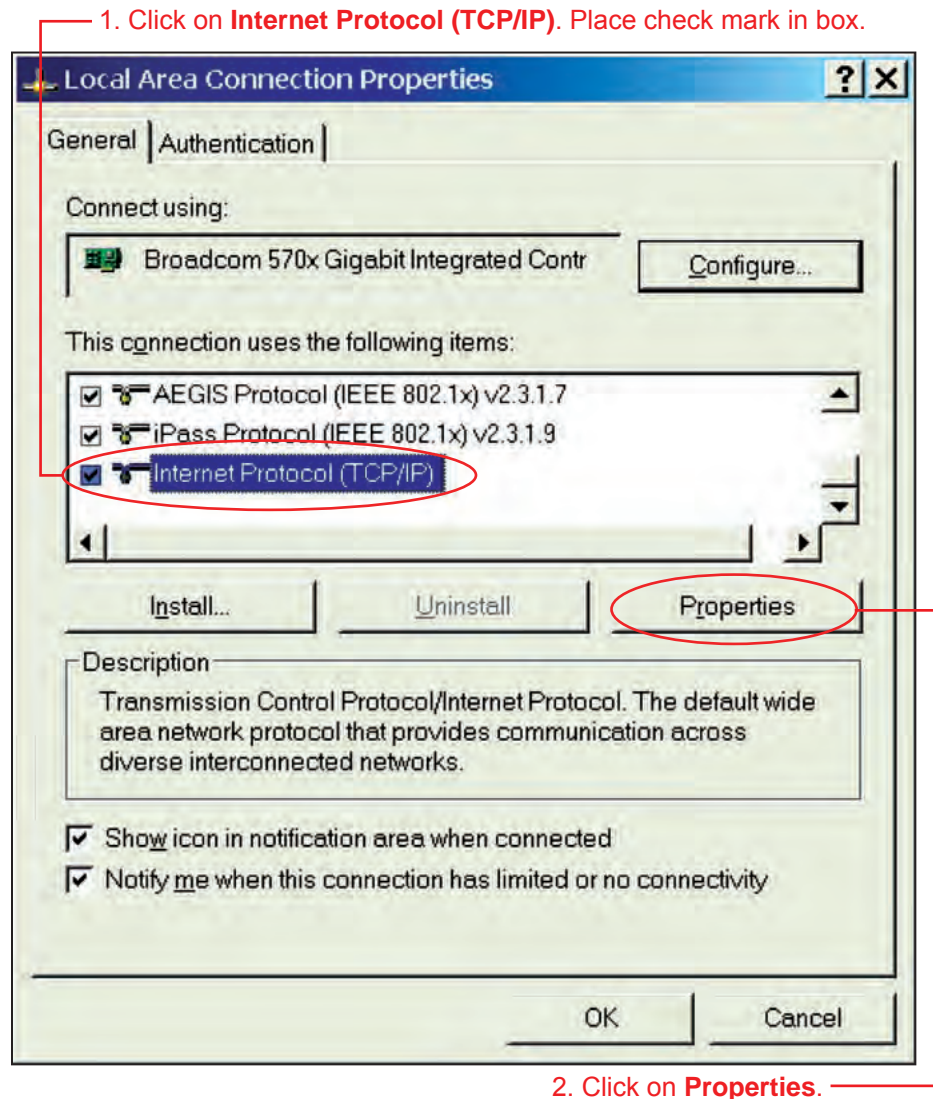 1. Click on Internet Protocol (TCP/IP). Place check mark in box.
Local Area Connection Properties
General
Authentication
Connect using:
Broadcom 570x Gigabit Integrated Contr
Configure...
This connection uses the following items:
AEGIS Protocol (IEEE 802.1x) v2.3.1.7
iPass Protocol (IEEE 802.1x) v2.3.1.9
Internet Protocol (TCP/IP)
Install...
Uninstall
Properties
Description
Transmission Control Protocol/Internet Protocol. The default wide
area network protocol that provides communication across
diverse interconnected networks.
Show icon in notification area when connected
Notify me when this connection has limited or no connectivity
OK
Cancel
2. Click on Properties.